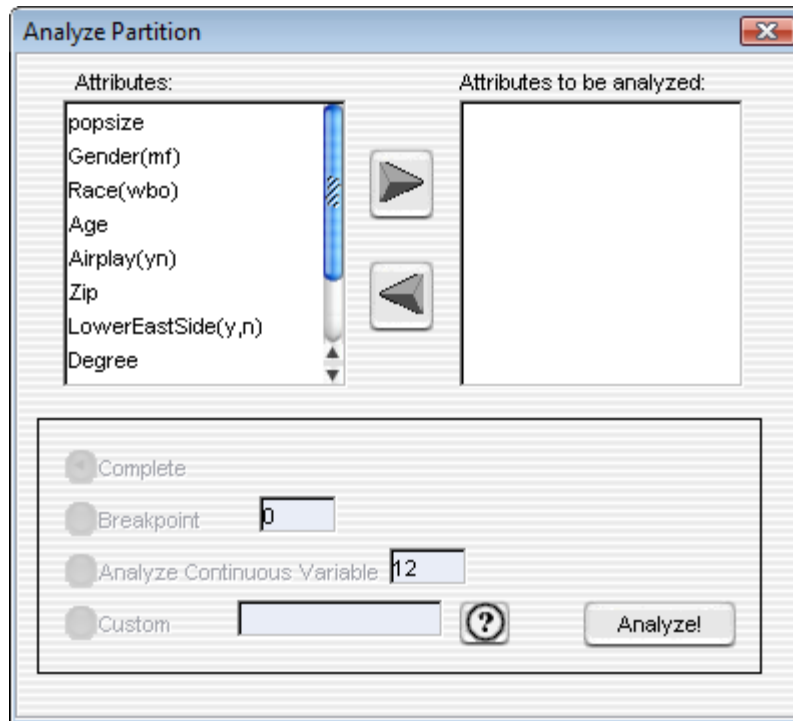 Analyze Partition
Attributes:
Attributes to be analyzed:
popsize
Gender(mf)
Race(wbo)
Age
Airplay(yn)
Zip
LowerEastSide(y,n)
Degree
Complete
Breakpoint 0
Analyze Continuous Variable 12
Custom ? Analyze!